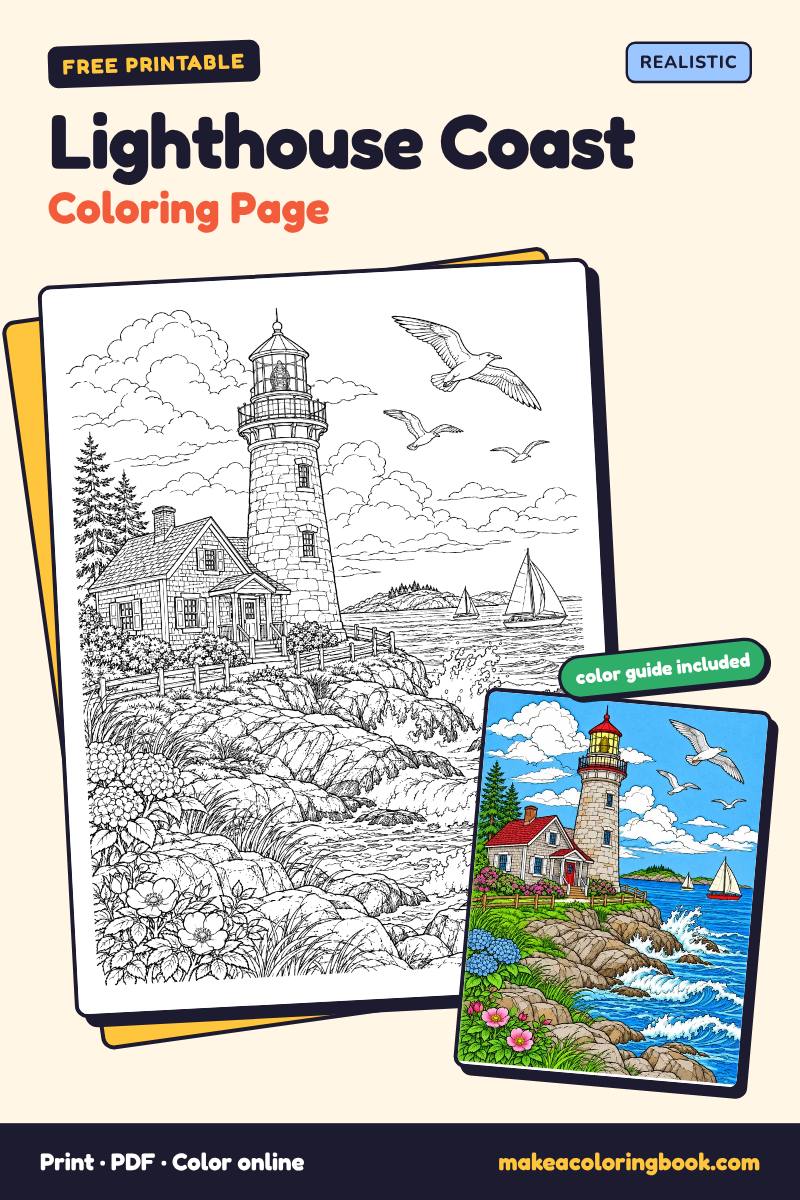 FREE PRINTABLE
REALISTIC
Lighthouse Coast
Coloring Page
color guide included
Print · PDF · Color online
makeacoloringbook.com